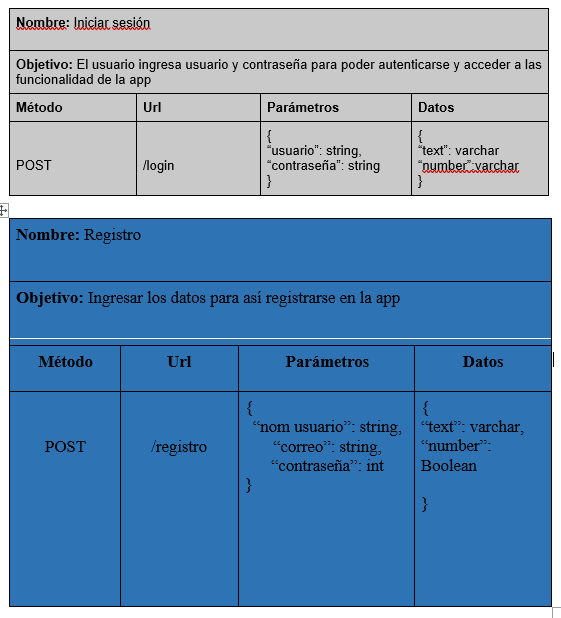 Nombre: Iniciar sesión
Objetivo: El usuario ingresa usuario y contraseña para poder autenticarse y acceder a las
funcionalidad de la app
Método Url Parámetros Datos
POST
/login
{
“usuario”: string,
“contraseña”: string
}
{
“text”: varchar
“number”:varchar
}
Nombre: Registro
Objetivo: Ingresar los datos para así registrarse en la app
Método Url Parámetros Datos
POST
/registro
{
“nom usuario”: string,
“correo”: string,
“contraseña”: int
}
{
“text”: varchar,
“number”:
Boolean
}